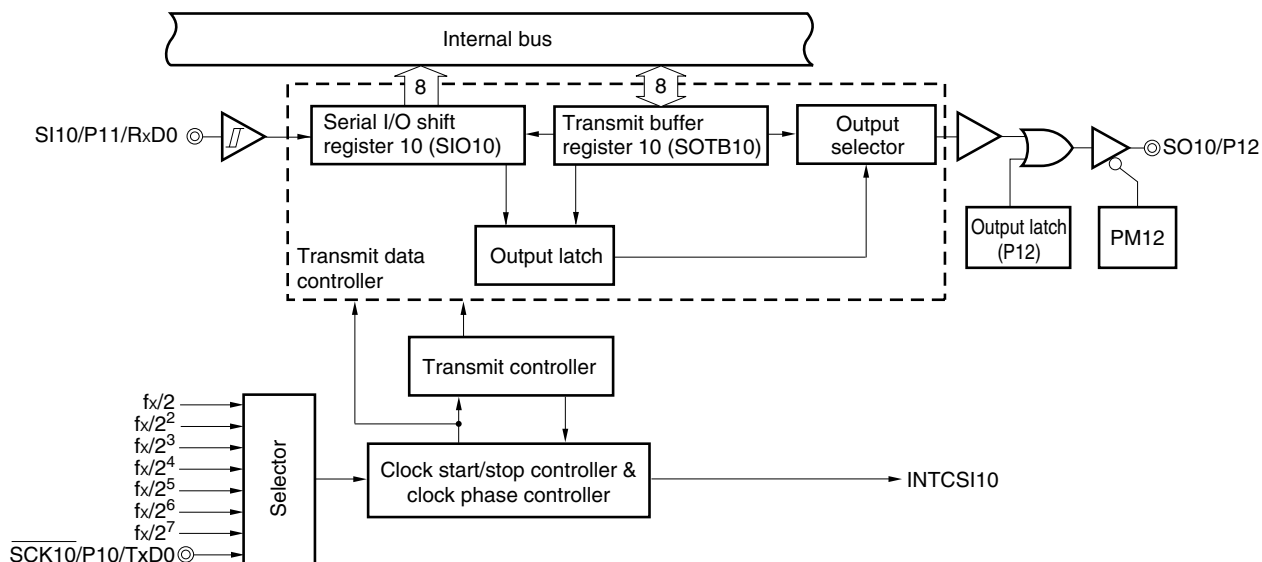 Internal bus
8
8
SI10/P11/RxD0
Serial I/O shift
register 10 (SIO10)
Transmit buffer
register 10 (SOTB10)
Output
selector
SO10/P12
Output latch
Output latch
(P12)
PM12
Transmit data
controller
Transmit controller
fx/2
fx/2²
fx/2³
fx/2⁴
fx/2⁵
fx/2⁶
fx/2⁷
S̅C̅K̅1̅0̅/P10/TxD0
Selector
Clock start/stop controller &
clock phase controller
INTCSI10